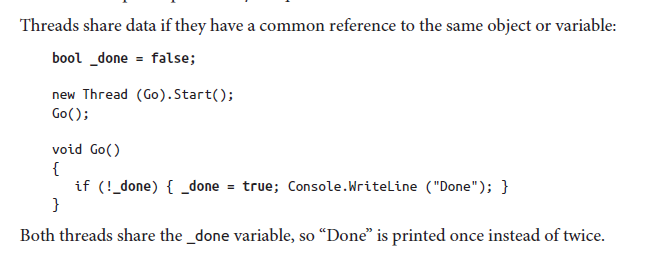 Threads share data if they have a common reference to the same object or variable:
bool _done = false;
new Thread (Go).Start();
Go();
void Go()
{
if (!_done) { _done = true; Console.WriteLine ("Done"); }
}
Both threads share the _done variable, so “Done” is printed once instead of twice.